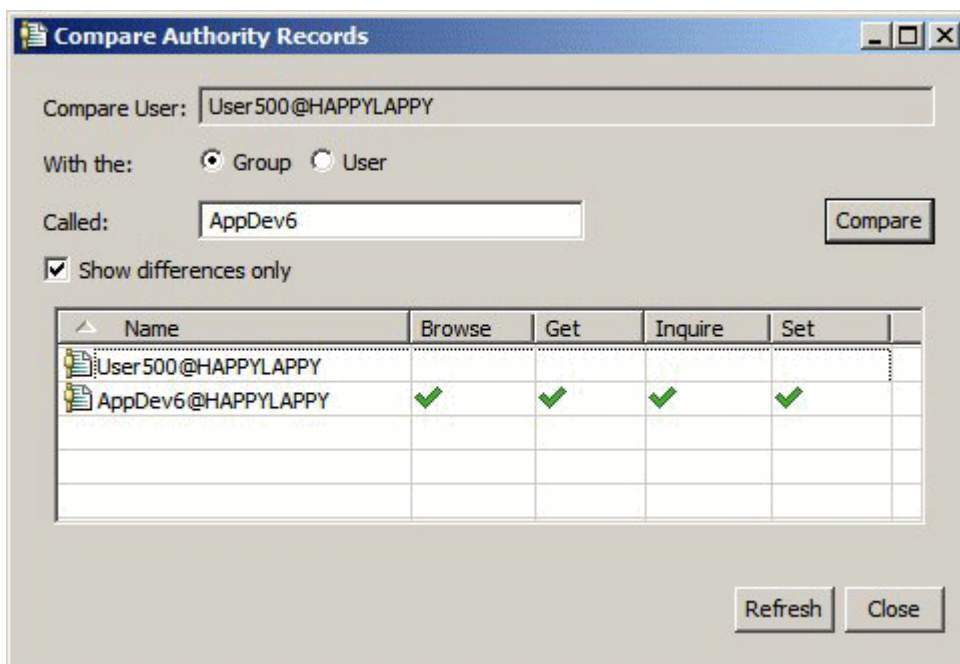 Compare Authority Records
Compare User: User500@HAPPYLAPPY
With the: Group User
Called: AppDev6 Compare
Show differences only
Name Browse Get Inquire Set
User500@HAPPYLAPPY
AppDev6@HAPPYLAPPY
Refresh Close